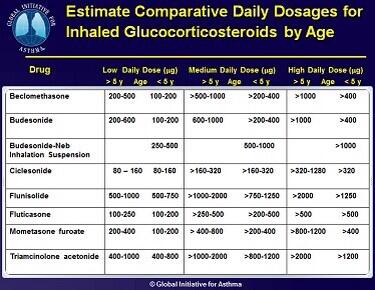 GLOBAL INITIATIVE FOR ASTHMA
Estimate Comparative Daily Dosages for
Inhaled Glucocorticosteroids by Age
Drug Low Daily Dose (µg) Medium Daily Dose (µg) High Daily Dose (µg)
> 5 y Age < 5 y > 5 y Age < 5 y > 5 y Age < 5 y
Beclomethasone 200-500 100-200 >500-1000 >200-400 >1000 >400
Budesonide 200-600 100-200 600-1000 >200-400 >1000 >400
Budesonide-Neb 250-500 500-1000 >1000
Inhalation Suspension
Ciclesonide 80 – 160 80-160 >160-320 >160-320 >320-1280 >320
Flunisolide 500-1000 500-750 >1000-2000 >750-1250 >2000 >1250
Fluticasone 100-250 100-200 >250-500 >200-500 >500 >500
Mometasone furoate 200-400 100-200 > 400-800 >200-400 >800-1200 >400
Triamcinolone acetonide 400-1000 400-800 >1000-2000 >800-1200 >2000 >1200
© Global Initiative for Asthma